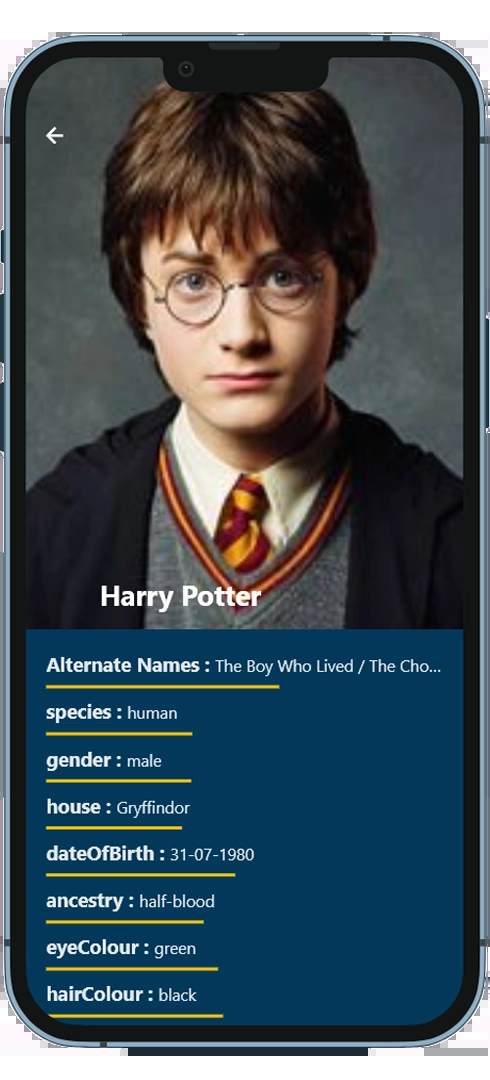 Harry Potter
Alternate Names : The Boy Who Lived / The Cho...
species : human
gender : male
house : Gryffindor
dateOfBirth : 31-07-1980
ancestry : half-blood
eyeColour : green
hairColour : black